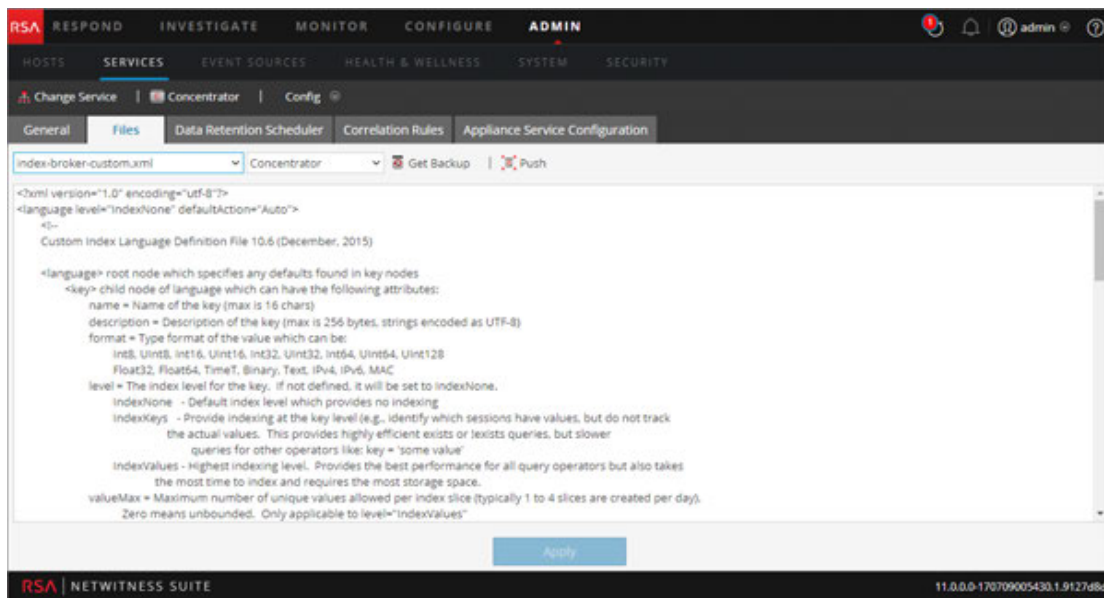 RSA RESPOND INVESTIGATE MONITOR CONFIGURE ADMIN 1 admin ?
HOSTS SERVICES EVENT SOURCES HEALTH & WELLNESS SYSTEM SECURITY
Change Service | Concentrator | Config
General Files Data Retention Scheduler Correlation Rules Appliance Service Configuration
index-broker-custom.xml Concentrator Get Backup | Push
<?xml version="1.0" encoding="utf-8"?>
<language level="IndexNone" defaultAction="Auto">
<!--
Custom Index Language Definition File 10.6 (December, 2015)
<language> root node which specifies any defaults found in key nodes
<key> child node of language which can have the following attributes:
name = Name of the key (max is 16 chars)
description = Description of the key (max is 256 bytes, strings encoded as UTF-8)
format = Type format of the value which can be:
Int8, UInt8, Int16, UInt16, Int32, UInt32, Int64, UInt64, UInt128
Float32, Float64, TimeT, Binary, Text, IPv4, IPv6, MAC
level = The index level for the key. If not defined, it will be set to IndexNone.
IndexNone - Default index level which provides no indexing
IndexKeys - Provide indexing at the key level (e.g., identify which sessions have values, but do not track
the actual values. This provides highly efficient exists or !exists queries, but slower
queries for other operators like: key = 'some value'
IndexValues - Highest indexing level. Provides the best performance for all query operators but also takes
the most time to index and requires the most storage space.
valueMax = Maximum number of unique values allowed per index slice (typically 1 to 4 slices are created per day).
Zero means unbounded. Only applicable to level="IndexValues"
Apply
RSA | NETWITNESS SUITE 11.0.0.0-170709005430.1.9127d8d